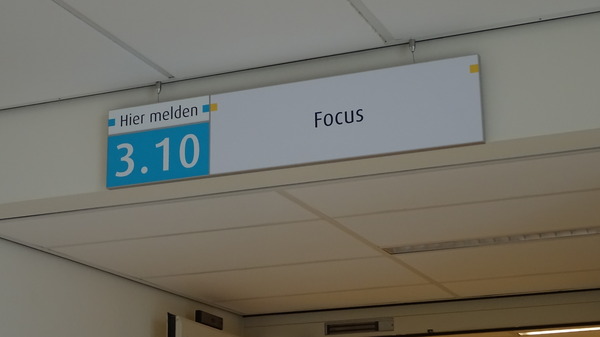 Hier melden
3.10
Focus